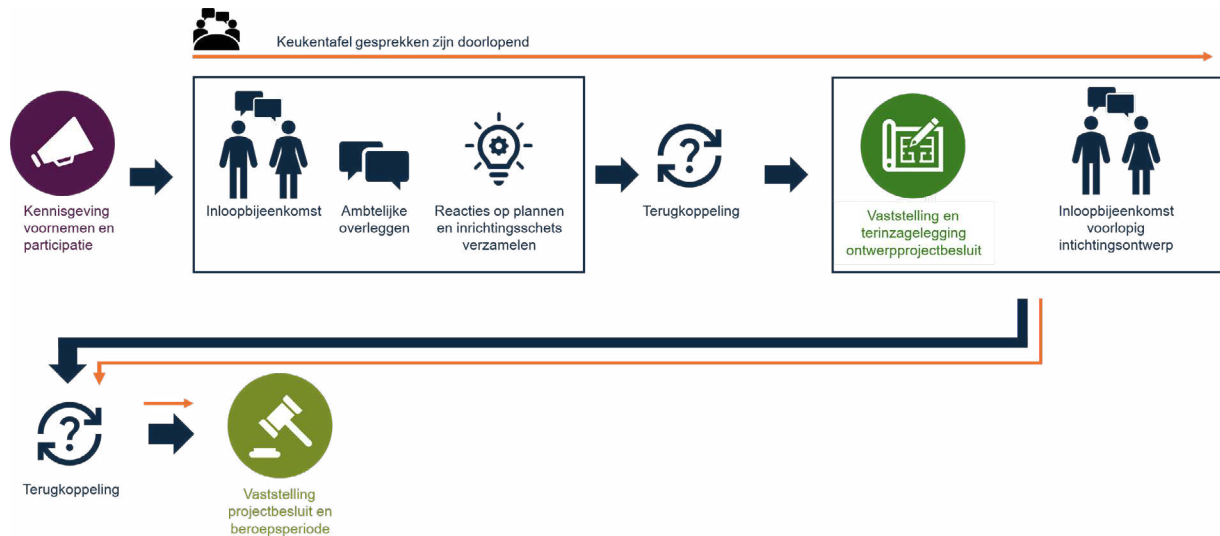 Keukentafel gesprekken zijn doorlopend
Kennisgeving
voornemen en
participatie
Inloopbijeenkomst
Ambtelijke
overleggen
Reacties op plannen
en inrichtingsschets
verzamelen
Terugkoppeling
Vaststelling en
terinzagelegging
ontwerpprojectbesluit
Inloopbijeenkomst
voorlopig
intichtingsontwerp
?
?
Terugkoppeling
Vaststelling
projectbesluit en
beroepsperiode